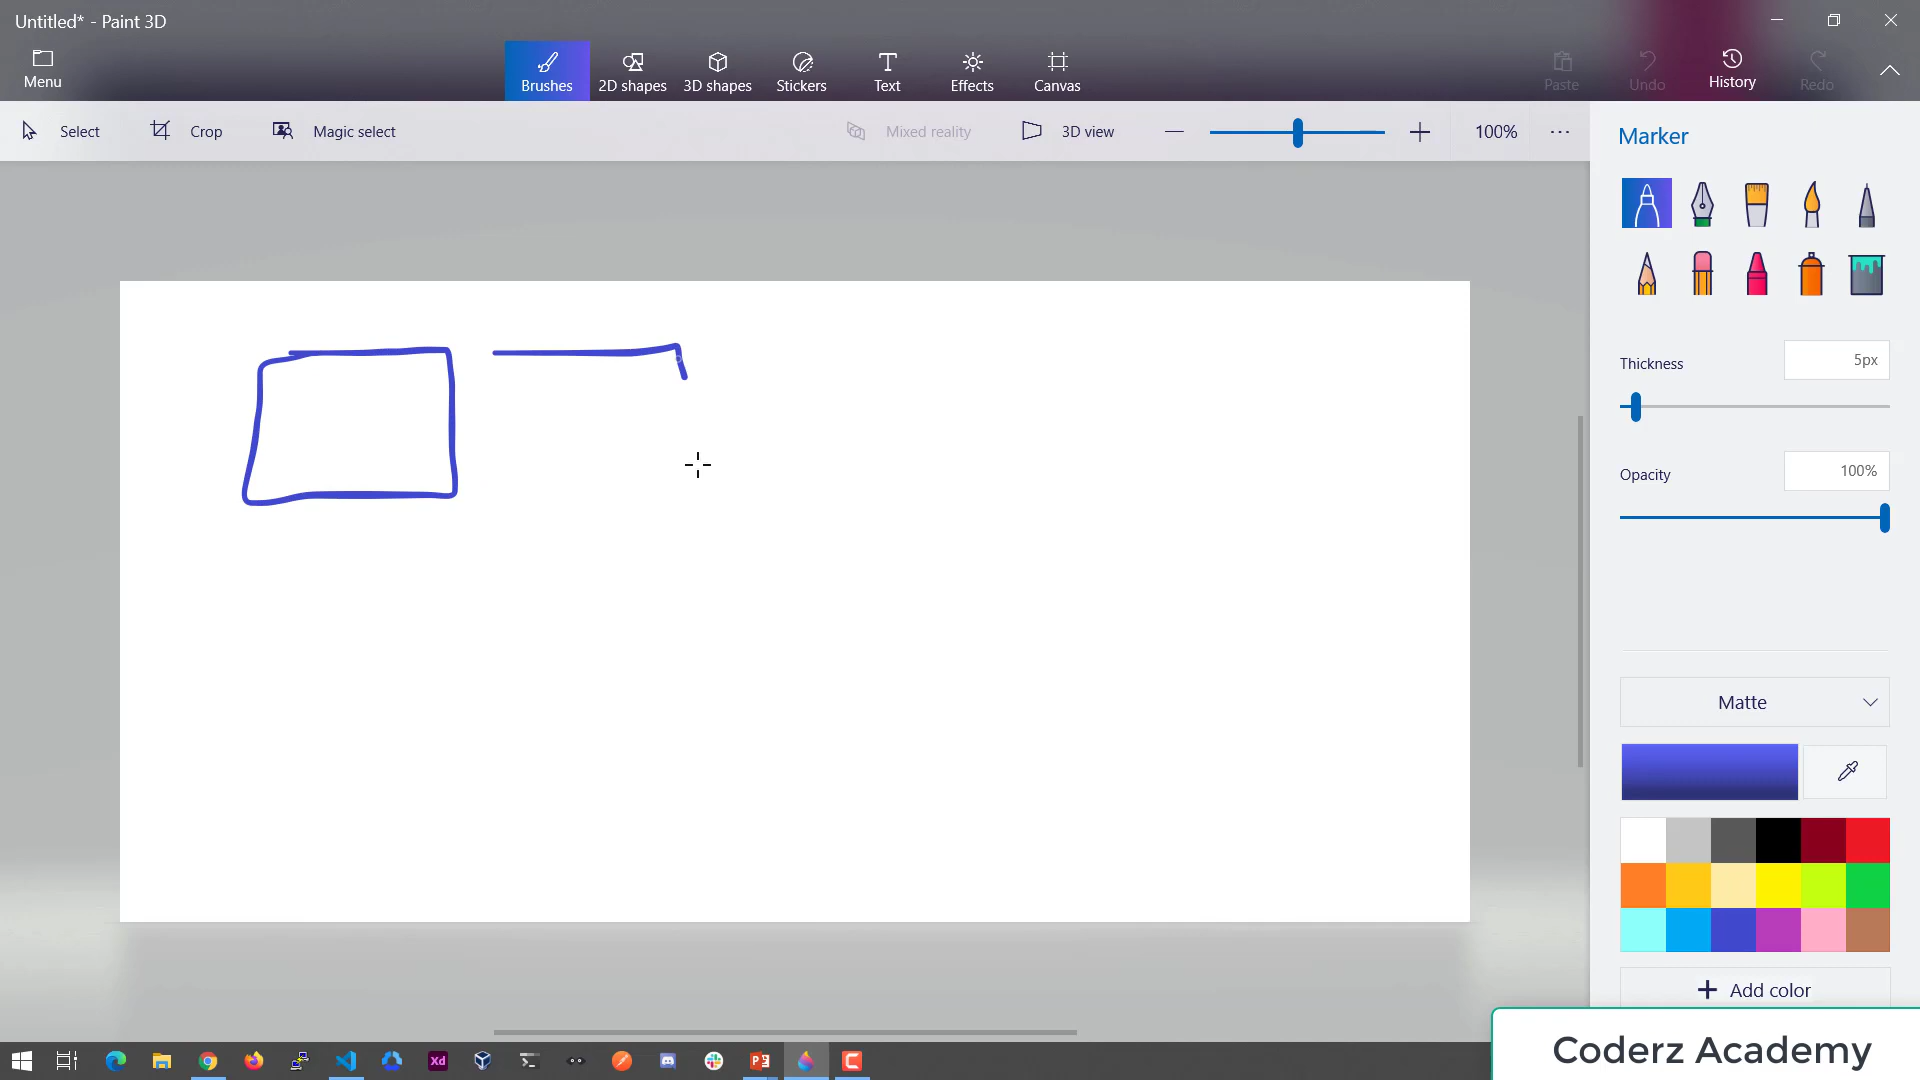 Untitled* - Paint 3D
Menu
Brushes
2D shapes
3D shapes
Stickers
Text
Effects
Canvas
Paste
Undo
History
Redo
Select
Crop
Magic select
Mixed reality
3D view
100%
Marker
Thickness
5px
Opacity
100%
Matte
Add color
Xd
Coderz Academy